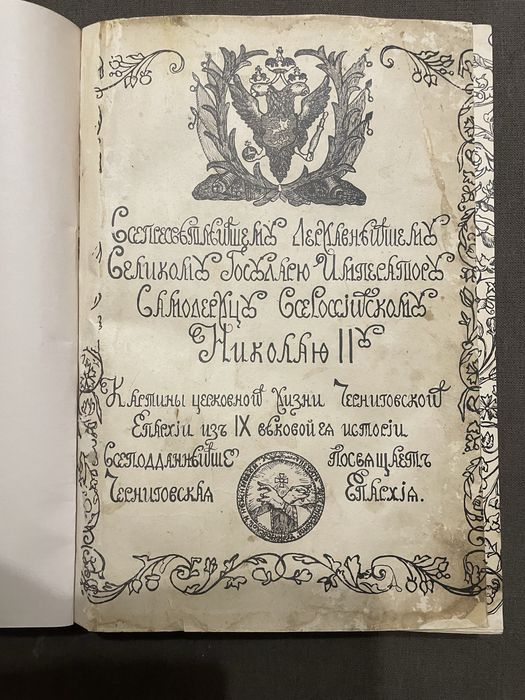 Всепресвѣтлѣйшему Державнѣйшему
Великому Государю Императору
Самодержцу Всероссійскому
Николаю II У
Картины церковной жизни Черниговской
Епархіи изъ IX вѣковой ея исторіи
Всеподданнѣйше посвящаетъ
Черниговская Епархія.